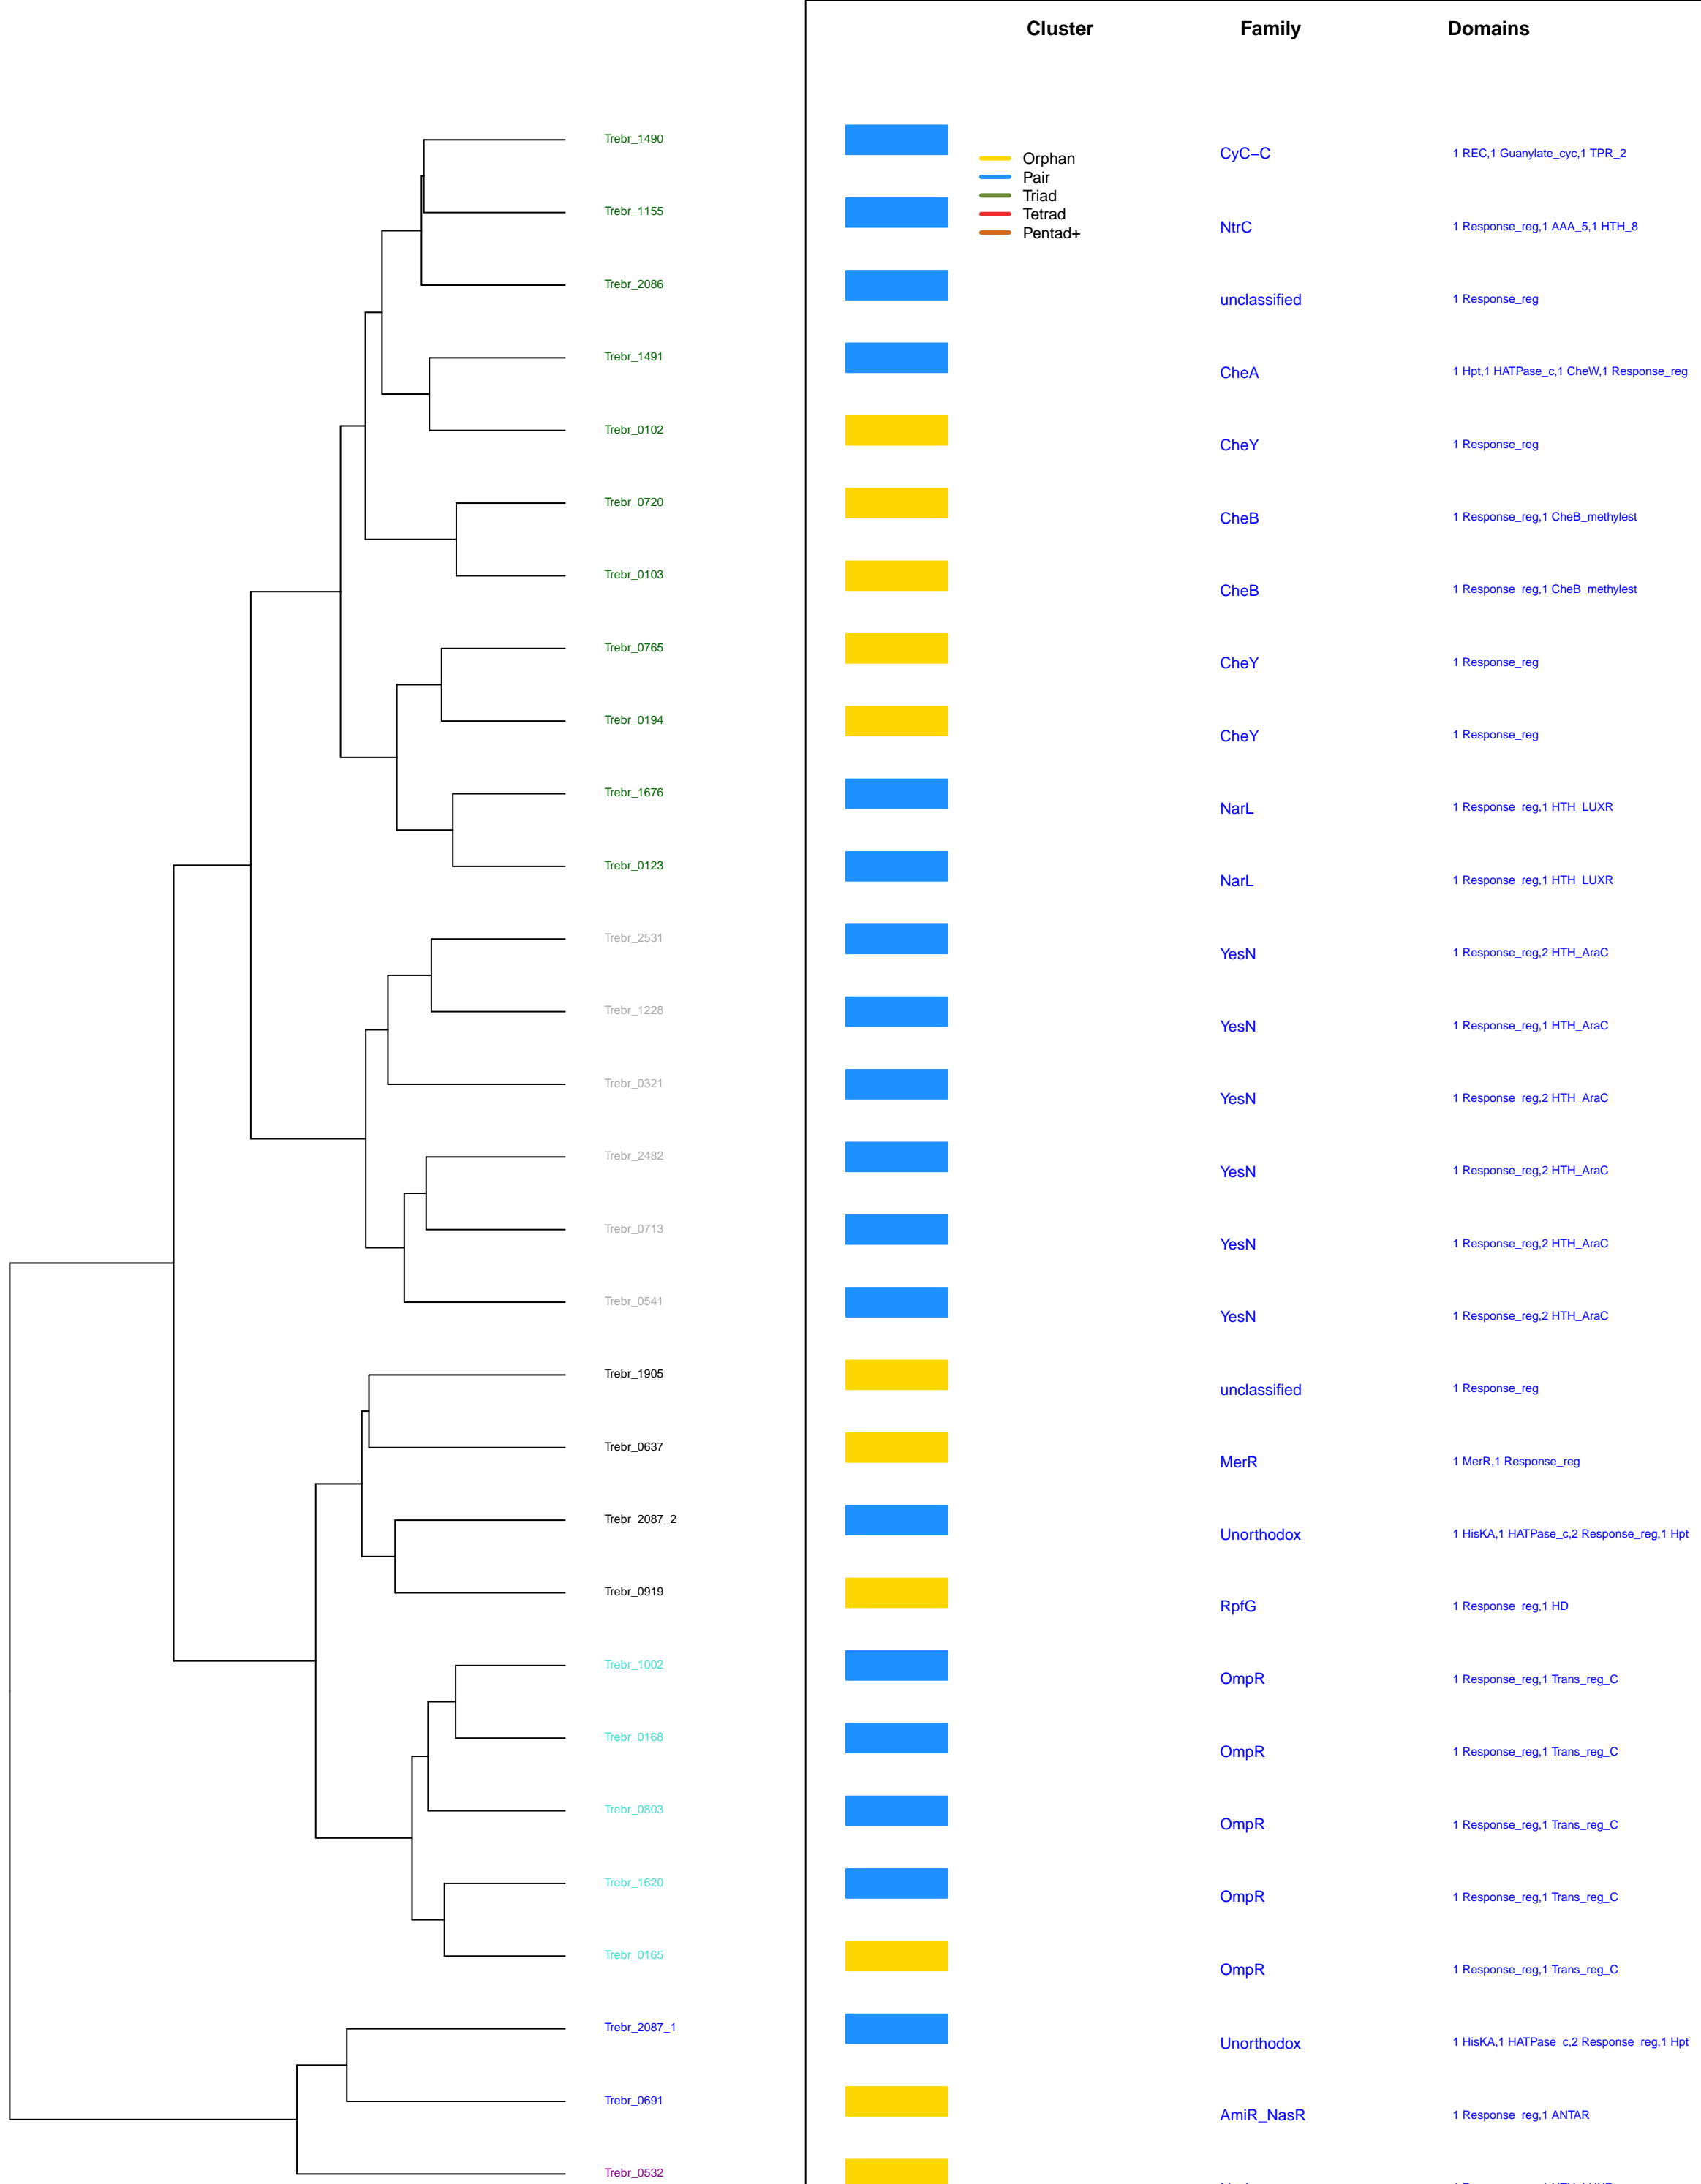 Cluster Family Domains
Trebr_1490 CyC−C 1 REC,1 Guanylate_cyc,1 TPR_2
Orphan
Pair
Triad
Tetrad
Pentad+
Trebr_1155 NtrC 1 Response_reg,1 AAA_5,1 HTH_8
Trebr_2086 unclassified 1 Response_reg
Trebr_1491 CheA 1 Hpt,1 HATPase_c,1 CheW,1 Response_reg
Trebr_0102 CheY 1 Response_reg
Trebr_0720 CheB 1 Response_reg,1 CheB_methylest
Trebr_0103 CheB 1 Response_reg,1 CheB_methylest
Trebr_0765 CheY 1 Response_reg
Trebr_0194 CheY 1 Response_reg
Trebr_1676 NarL 1 Response_reg,1 HTH_LUXR
Trebr_0123 NarL 1 Response_reg,1 HTH_LUXR
Trebr_2531 YesN 1 Response_reg,2 HTH_AraC
Trebr_1228 YesN 1 Response_reg,1 HTH_AraC
Trebr_0321 YesN 1 Response_reg,2 HTH_AraC
Trebr_2482 YesN 1 Response_reg,2 HTH_AraC
Trebr_0713 YesN 1 Response_reg,2 HTH_AraC
Trebr_0541 YesN 1 Response_reg,2 HTH_AraC
Trebr_1905 unclassified 1 Response_reg
Trebr_0637 MerR 1 MerR,1 Response_reg
Trebr_2087_2 Unorthodox 1 HisKA,1 HATPase_c,2 Response_reg,1 Hpt
Trebr_0919 RpfG 1 Response_reg,1 HD
Trebr_1002 OmpR 1 Response_reg,1 Trans_reg_C
Trebr_0168 OmpR 1 Response_reg,1 Trans_reg_C
Trebr_0803 OmpR 1 Response_reg,1 Trans_reg_C
Trebr_1620 OmpR 1 Response_reg,1 Trans_reg_C
Trebr_0165 OmpR 1 Response_reg,1 Trans_reg_C
Trebr_2087_1 Unorthodox 1 HisKA,1 HATPase_c,2 Response_reg,1 Hpt
Trebr_0691 AmiR_NasR 1 Response_reg,1 ANTAR
Trebr_0532